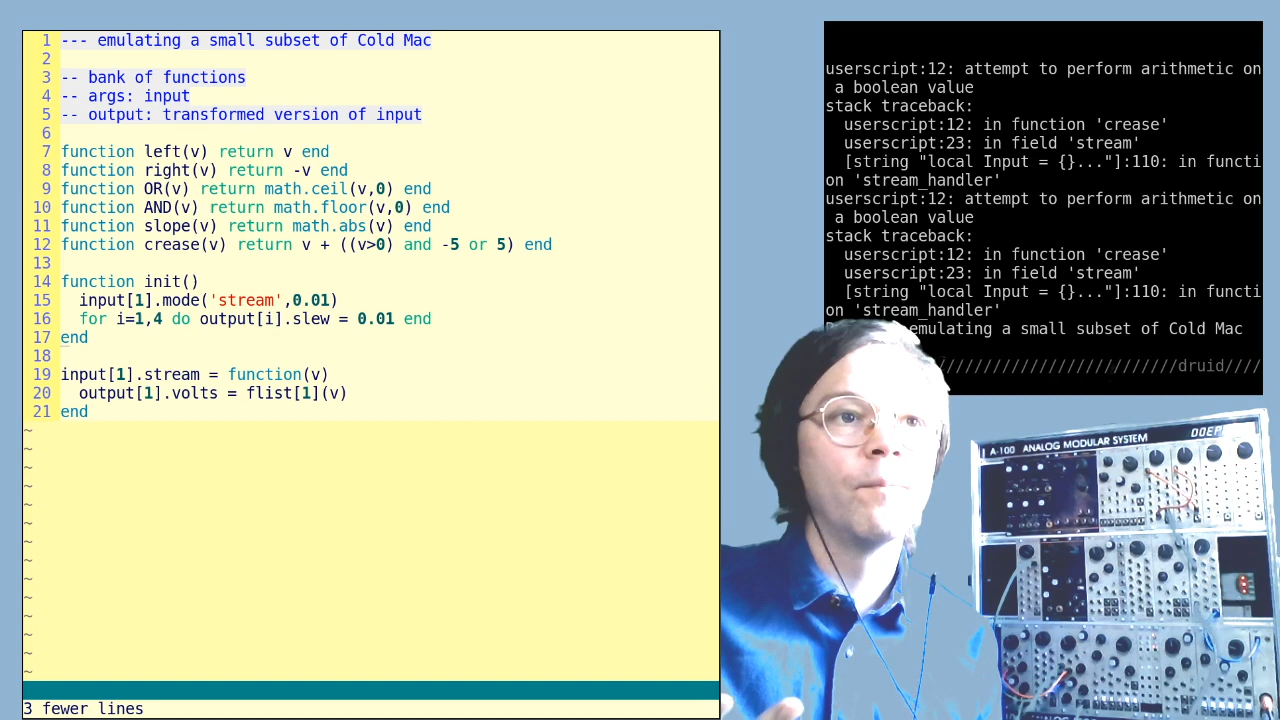 1 --- emulating a small subset of Cold Mac
2
3 -- bank of functions
4 -- args: input
5 -- output: transformed version of input
6
7 function left(v) return v end
8 function right(v) return -v end
9 function OR(v) return math.ceil(v,0) end
10 function AND(v) return math.floor(v,0) end
11 function slope(v) return math.abs(v) end
12 function crease(v) return v + ((v>0) and -5 or 5) end
13
14 function init()
15   input[1].mode('stream',0.01)
16   for i=1,4 do output[i].slew = 0.01 end
17 end
18
19 input[1].stream = function(v)
20   output[1].volts = flist[1](v)
21 end
~
~
~
~
~
~
~
~
~
~
~
~
~
~
3 fewer lines
userscript:12: attempt to perform arithmetic on
 a boolean value
stack traceback:
  userscript:12: in function 'crease'
  userscript:23: in field 'stream'
  [string "local Input = {}..."]:110: in functi
on 'stream_handler'
userscript:12: attempt to perform arithmetic on
 a boolean value
stack traceback:
  userscript:12: in function 'crease'
  userscript:23: in field 'stream'
  [string "local Input = {}..."]:110: in functi
on 'stream_handler'
emulating a small subset of Cold Mac
//////////////////////////druid////
A-100 ANALOG MODULAR SYSTEM